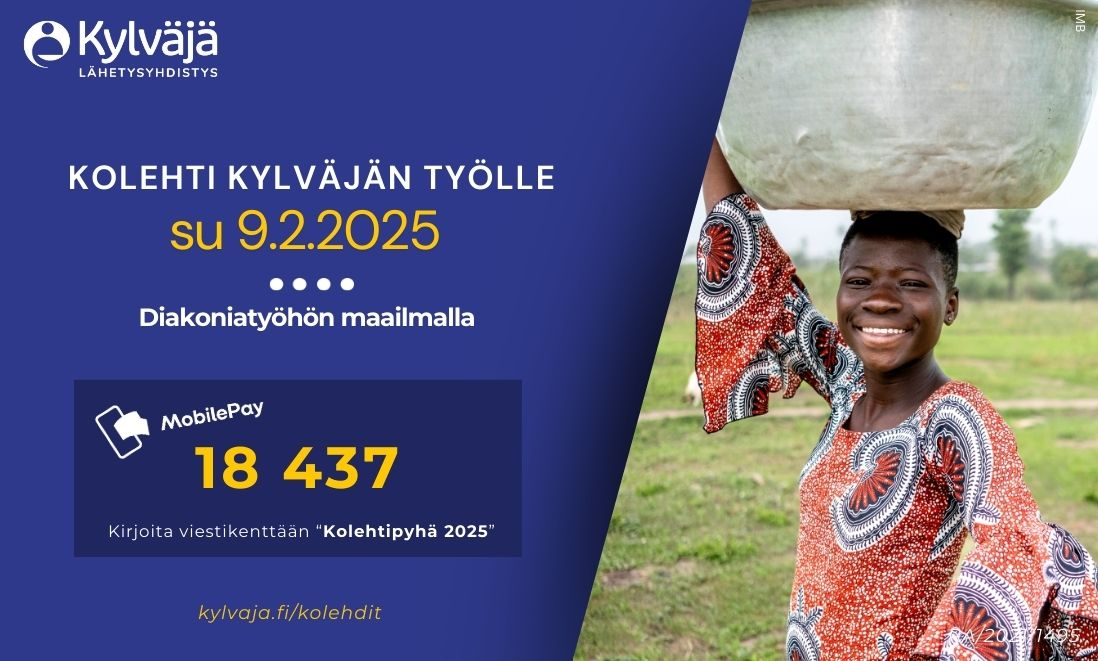 Kylväjä
LÄHETYSYHDISTYS
IMB
KOLEHTI KYLVÄJÄN TYÖLLE
su 9.2.2025
Diakoniatyöhön maailmalla
MobilePay
18 437
Kirjoita viestikenttään “Kolehtipyhä 2025”
kylvaja.fi/kolehdit